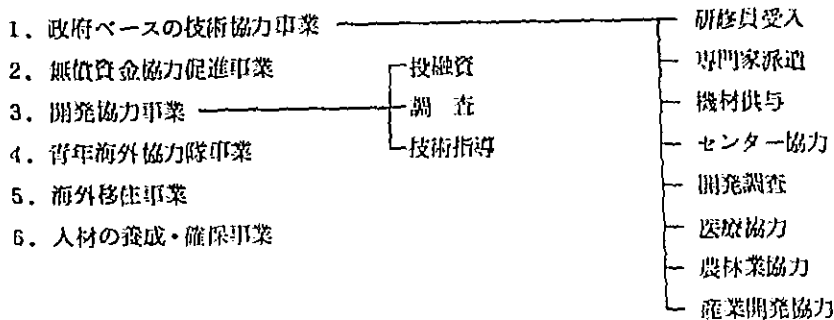 1. 政府ベースの技術協力事業
研修員受入
専門家派遣
機材供与
センター協力
開発調査
医療協力
農林業協力
産業開発協力
2. 無償資金協力促進事業
3. 開発協力事業
投融資
調 査
技術指導
4. 青年海外協力隊事業
5. 海外移住事業
6. 人材の養成・確保事業